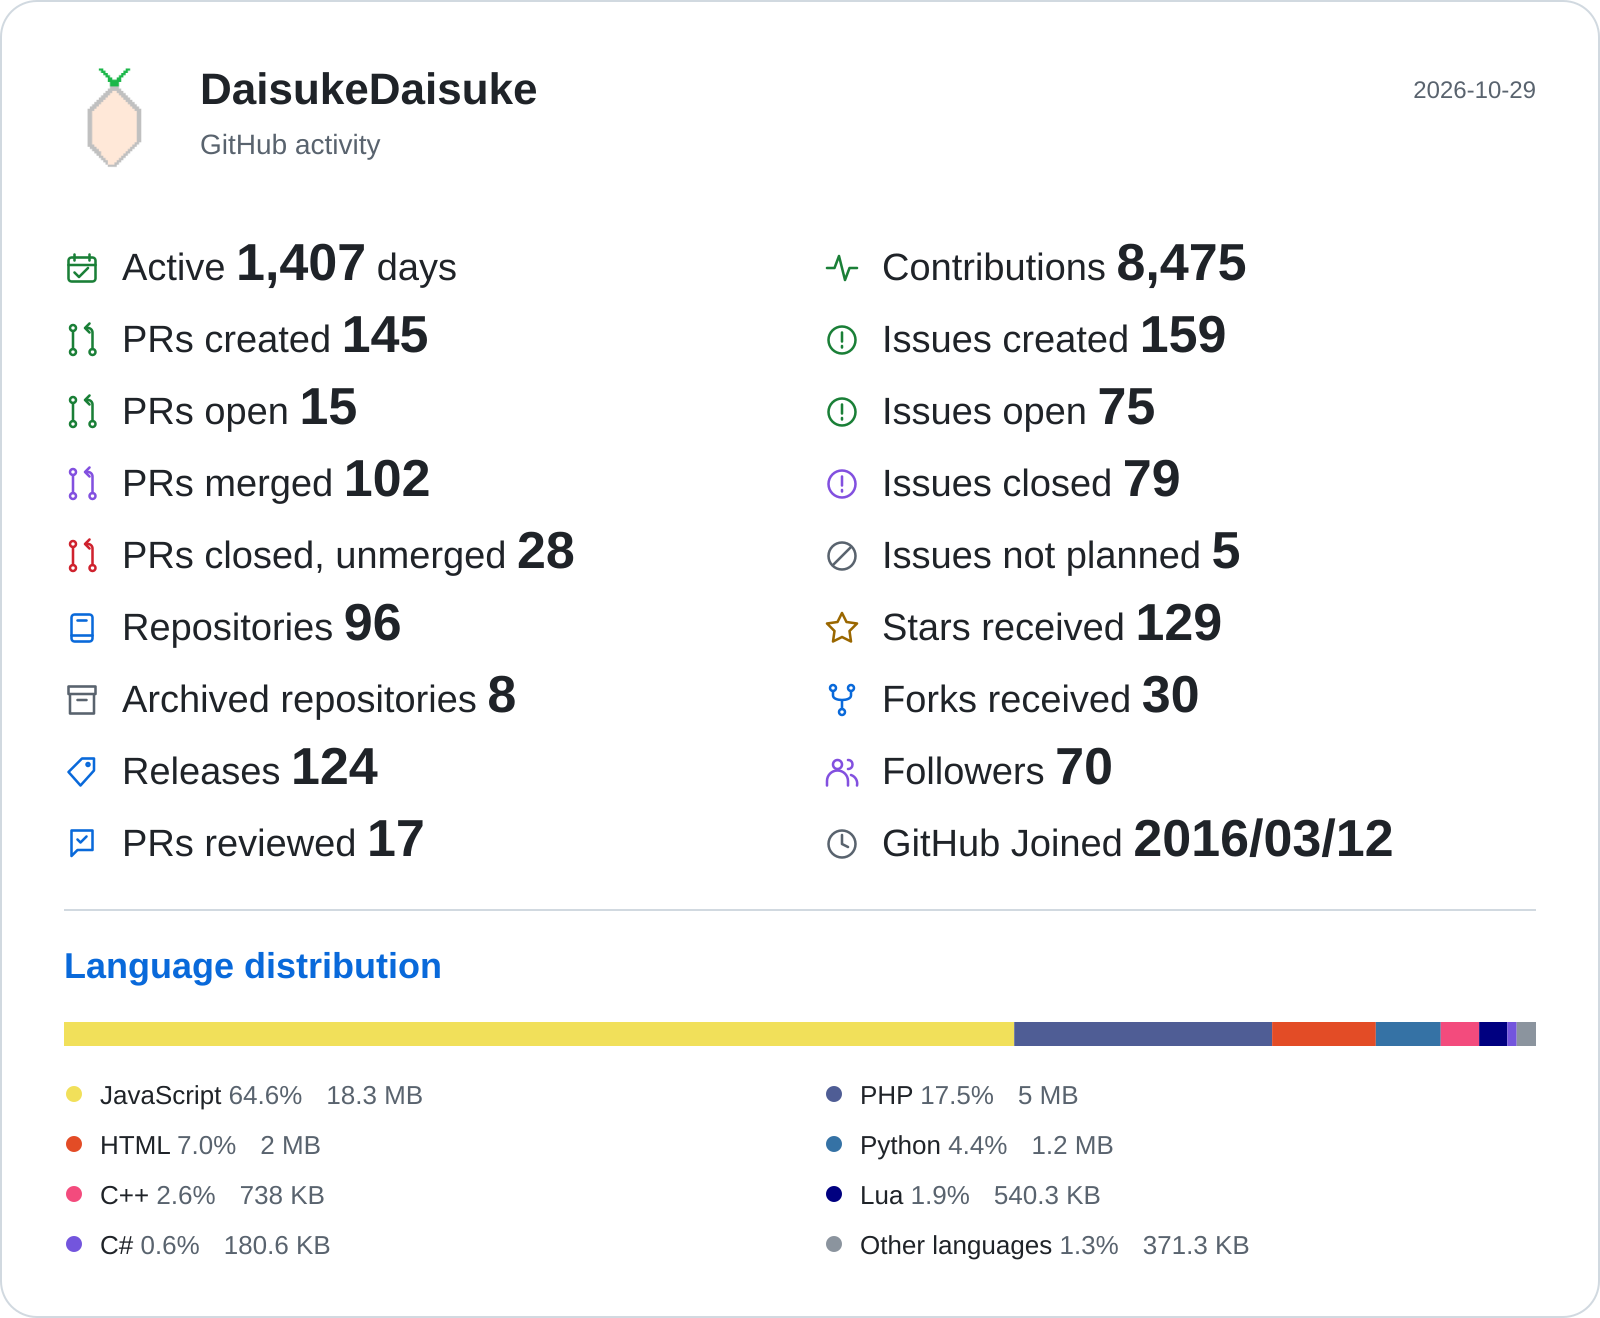 DaisukeDaisuke
2026-10-29
GitHub activity
Active 1,407 days
Contributions 8,475
PRs created 145
Issues created 159
PRs open 15
Issues open 75
PRs merged 102
Issues closed 79
PRs closed, unmerged 28
Issues not planned 5
Repositories 96
Stars received 129
Archived repositories 8
Forks received 30
Releases 124
Followers 70
PRs reviewed 17
GitHub Joined 2016/03/12
Language distribution
JavaScript 64.6% 18.3 MB
PHP 17.5% 5 MB
HTML 7.0% 2 MB
Python 4.4% 1.2 MB
C++ 2.6% 738 KB
Lua 1.9% 540.3 KB
C# 0.6% 180.6 KB
Other languages 1.3% 371.3 KB